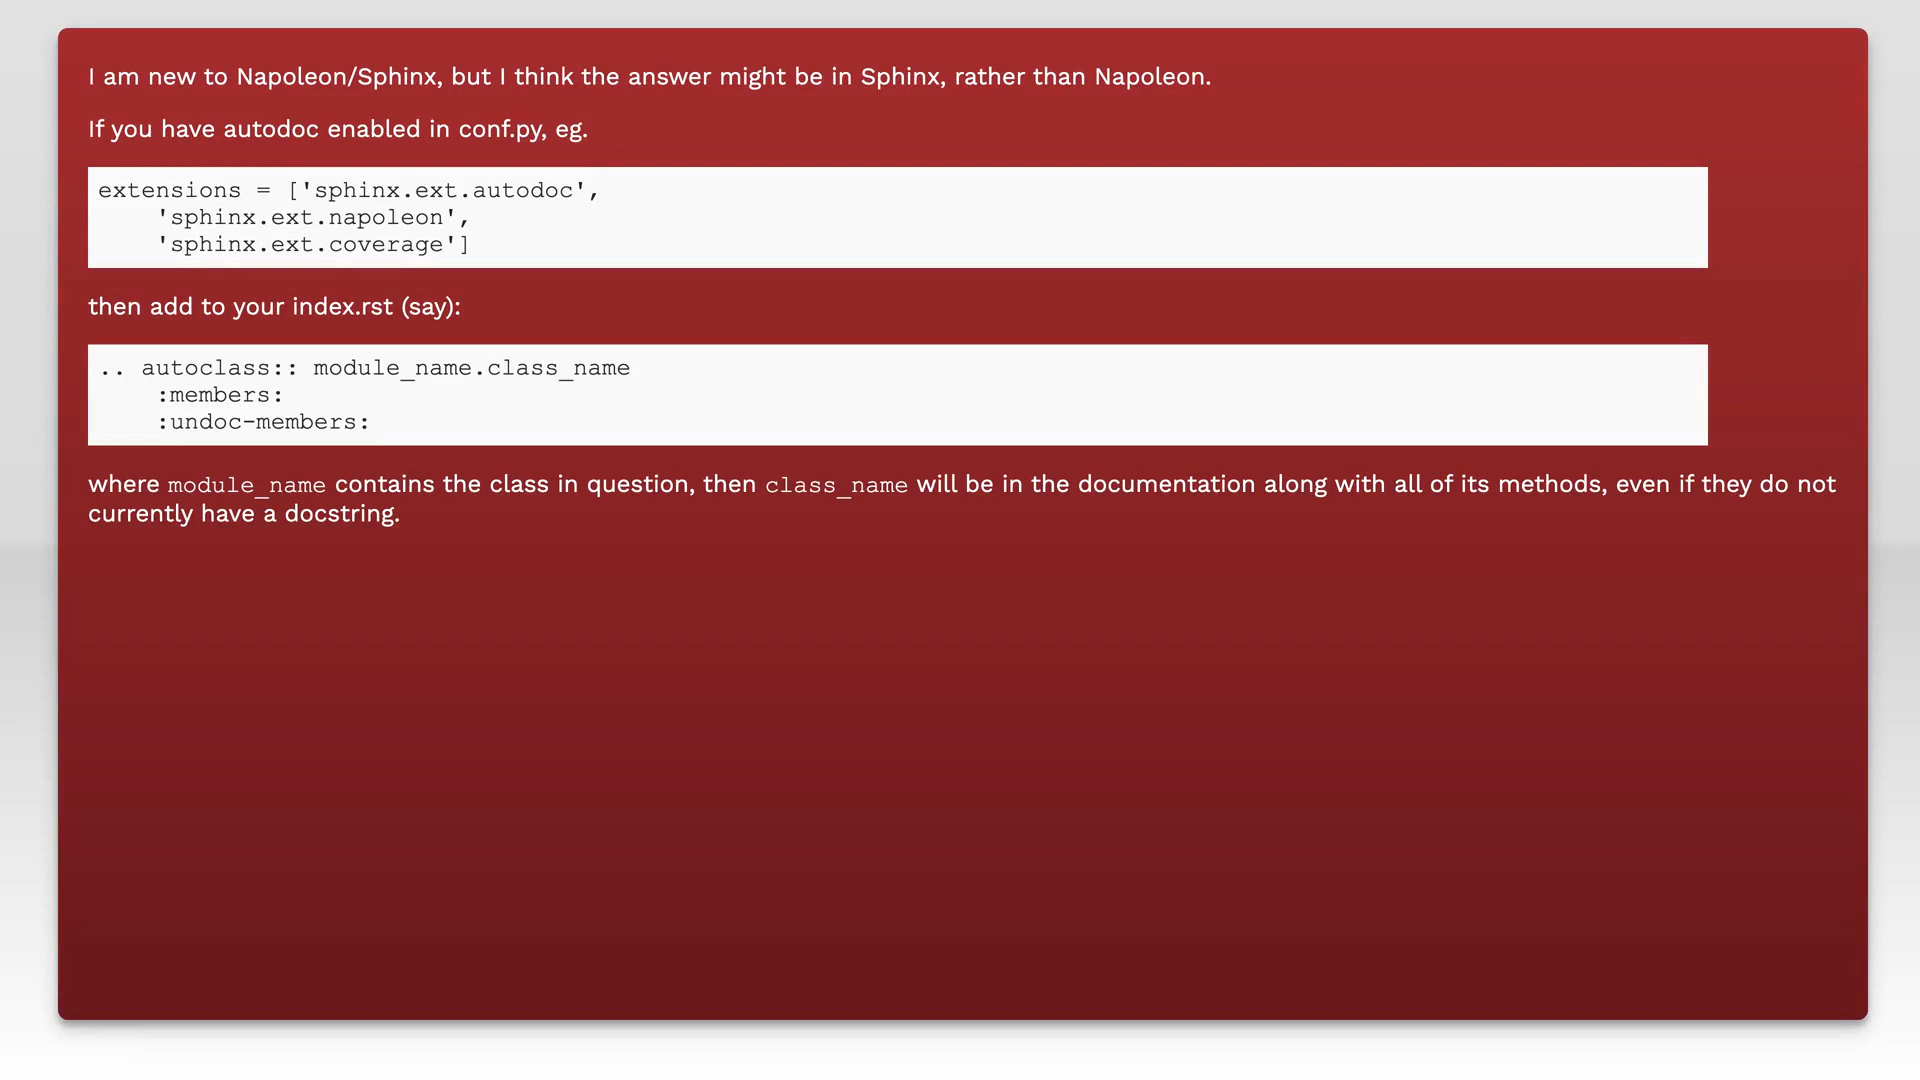 I am new to Napoleon/Sphinx, but I think the answer might be in Sphinx, rather than Napoleon.
If you have autodoc enabled in conf.py, eg.
extensions = ['sphinx.ext.autodoc',
    'sphinx.ext.napoleon',
    'sphinx.ext.coverage']
then add to your index.rst (say):
.. autoclass:: module_name.class_name
    :members:
    :undoc-members:
where module_name contains the class in question, then class_name will be in the documentation along with all of its methods, even if they do not
currently have a docstring.